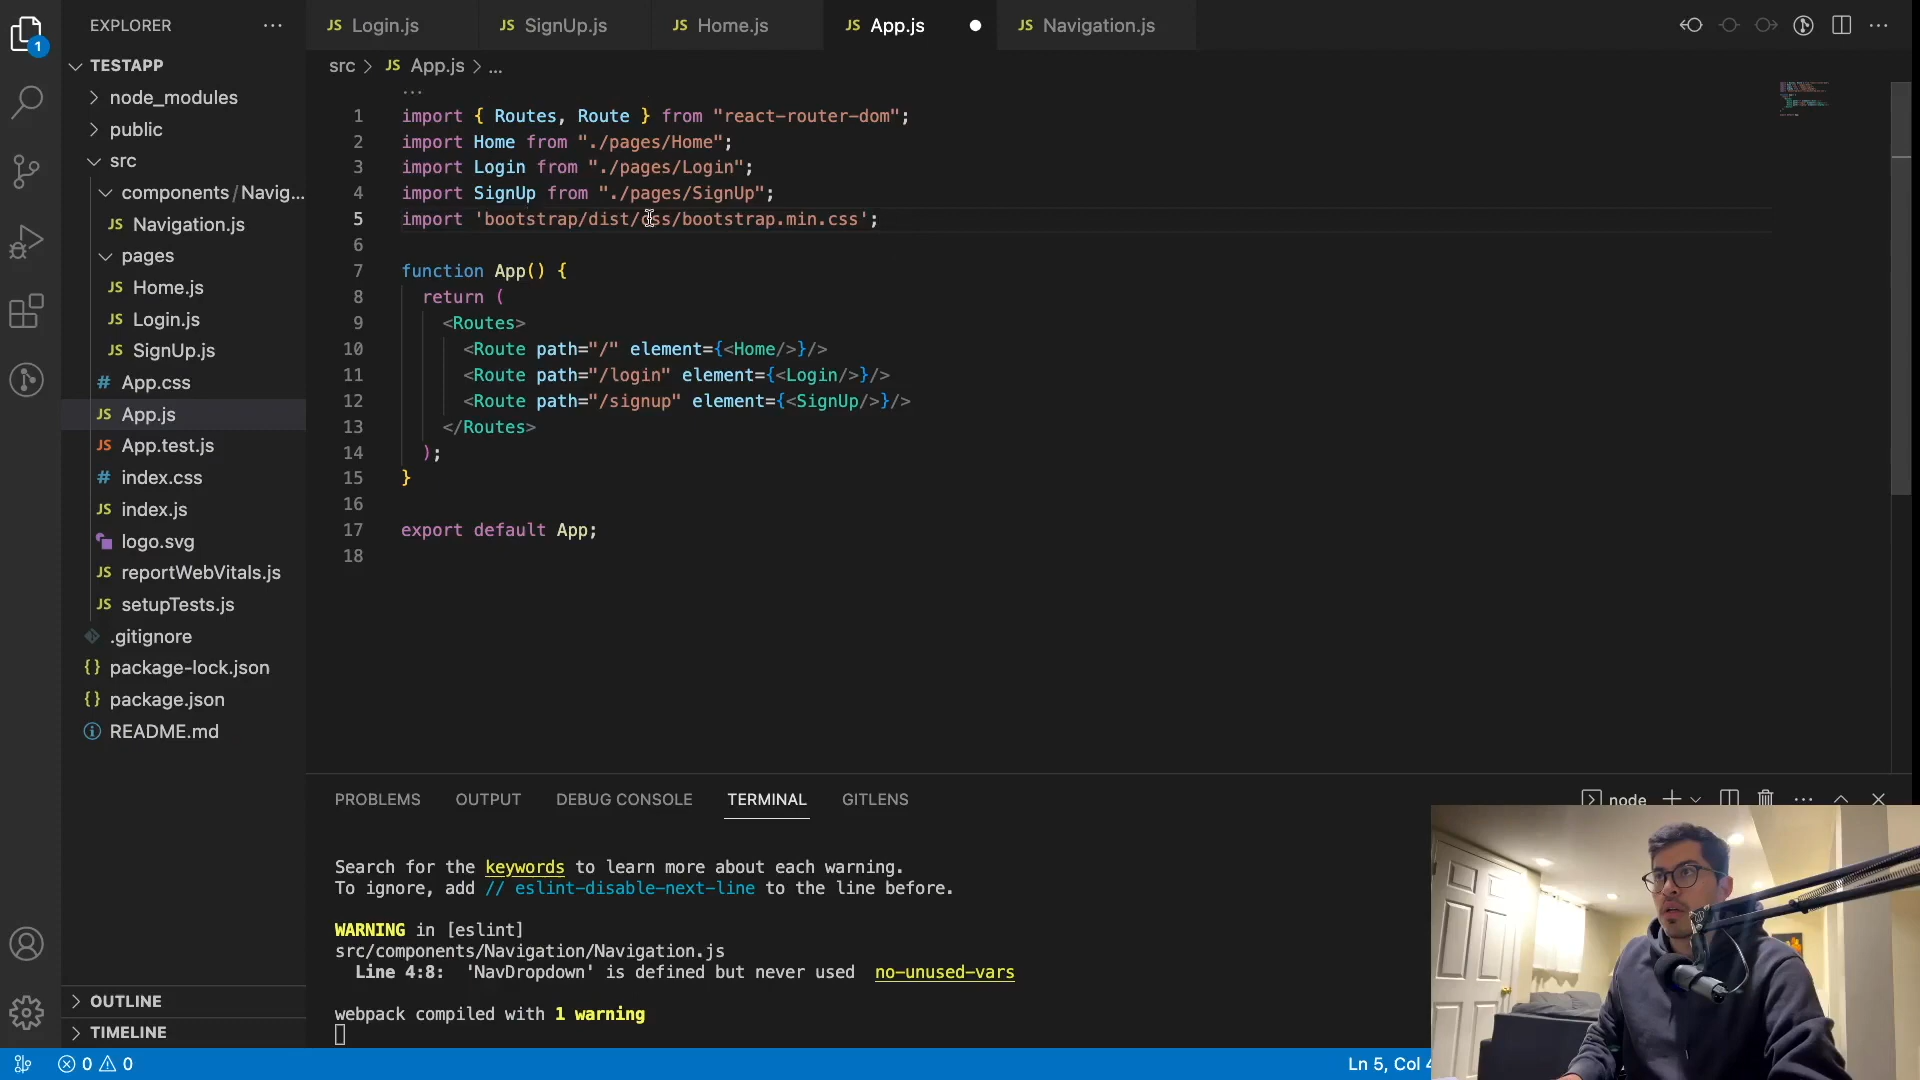 EXPLORER
Login.js
SignUp.js
Home.js
App.js
Navigation.js
1
TESTAPP
node_modules
public
src
components/Navig...
Navigation.js
pages
Home.js
Login.js
SignUp.js
App.css
App.js
App.test.js
index.css
index.js
logo.svg
reportWebVitals.js
setupTests.js
.gitignore
package-lock.json
package.json
README.md
OUTLINE
TIMELINE
src > JS App.js > ...
...
1 import { Routes, Route } from "react-router-dom";
2 import Home from "./pages/Home";
3 import Login from "./pages/Login";
4 import SignUp from "./pages/SignUp";
5 import 'bootstrap/dist/css/bootstrap.min.css';
6
7 function App() {
8 return (
9 <Routes>
10 <Route path="/" element={<Home/>}/>
11 <Route path="/login" element={<Login/>}/>
12 <Route path="/signup" element={<SignUp/>}/>
13 </Routes>
14 );
15 }
16
17 export default App;
18
PROBLEMS
OUTPUT
DEBUG CONSOLE
TERMINAL
GITLENS
node
Search for the keywords to learn more about each warning.
To ignore, add // eslint-disable-next-line to the line before.
WARNING in [eslint]
src/components/Navigation/Navigation.js
Line 4:8: 'NavDropdown' is defined but never used no-unused-vars
webpack compiled with 1 warning
0 0
Ln 5, Col